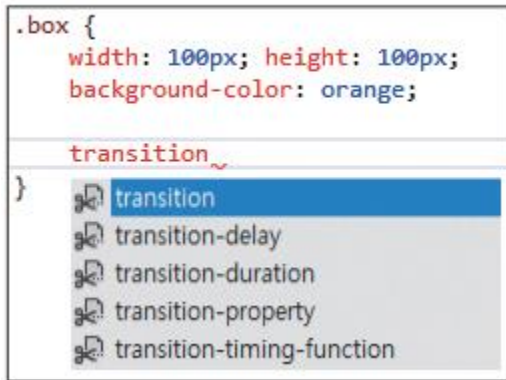 .box {
width: 100px; height: 100px;
background-color: orange;
transition
}
transition
transition-delay
transition-duration
transition-property
transition-timing-function